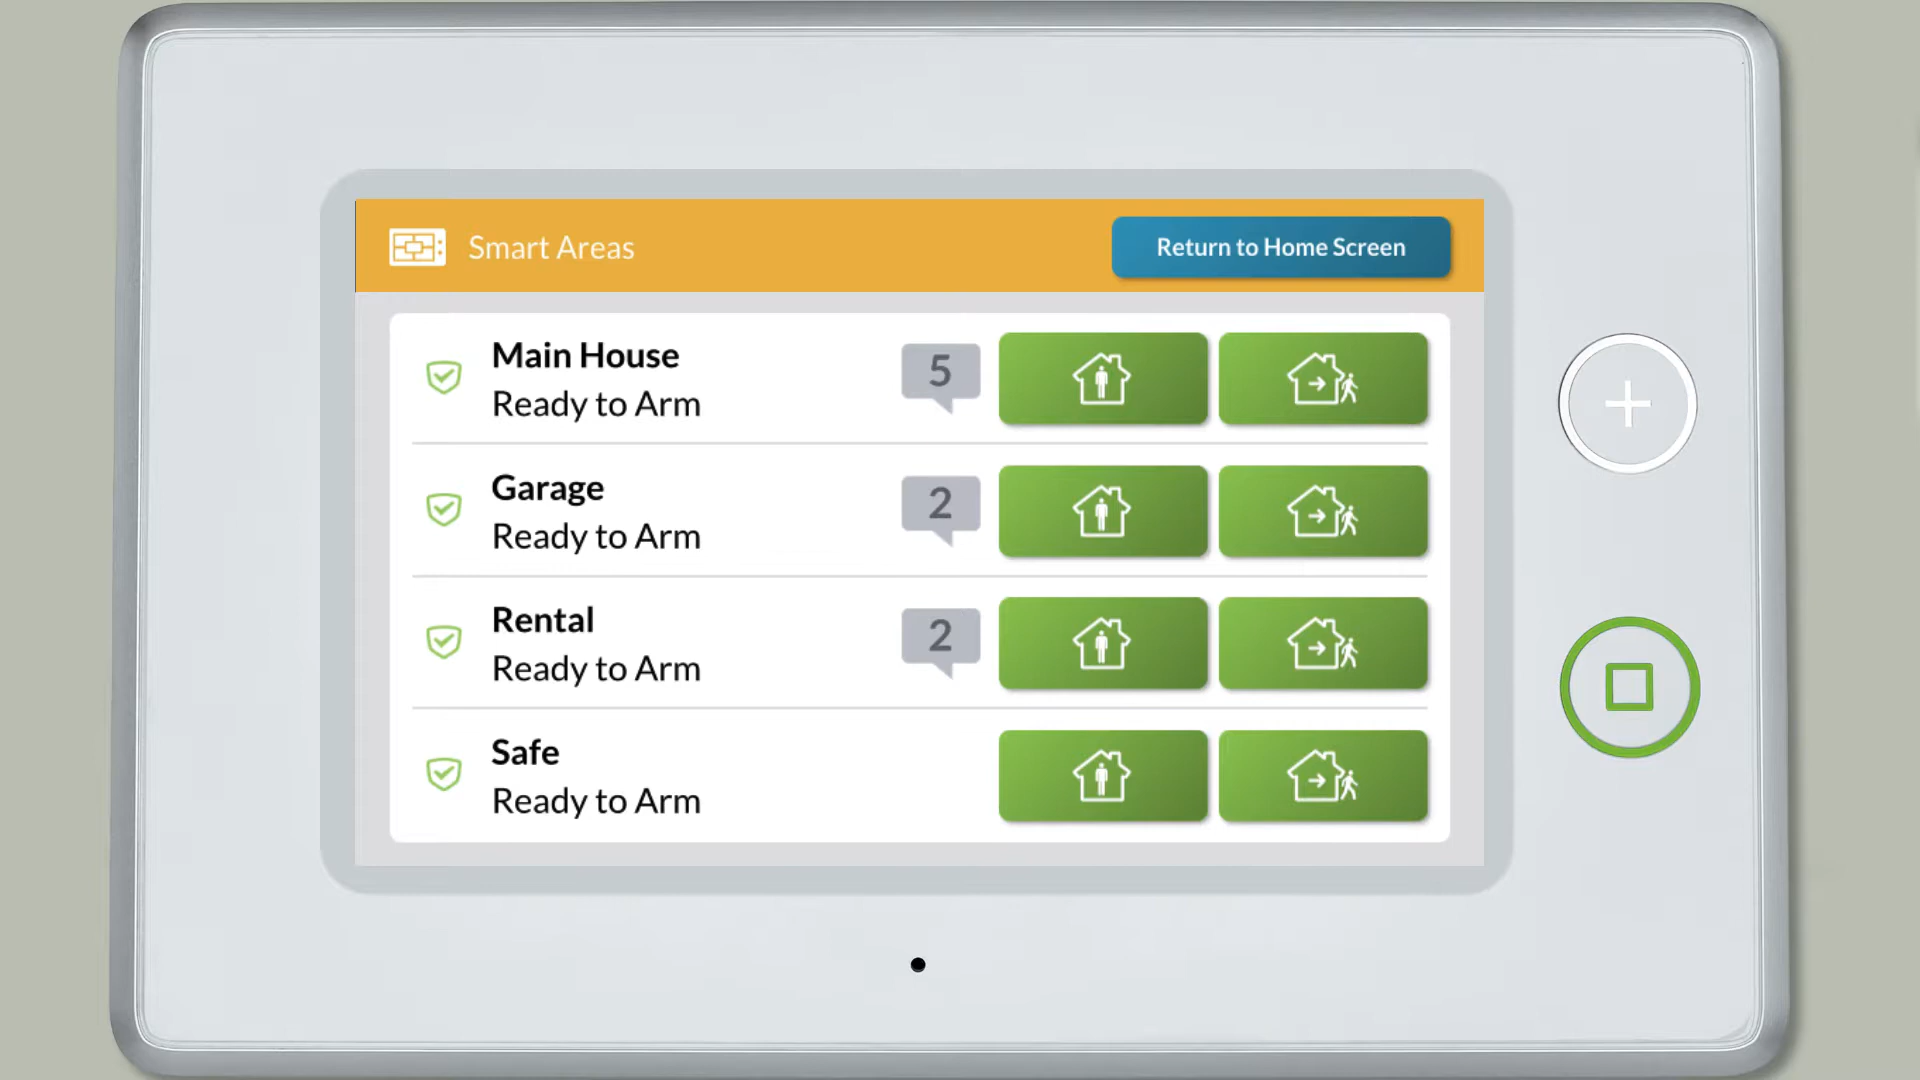 Smart Areas
Return to Home Screen
Main House
Ready to Arm
5
Garage
Ready to Arm
2
Rental
Ready to Arm
2
Safe
Ready to Arm